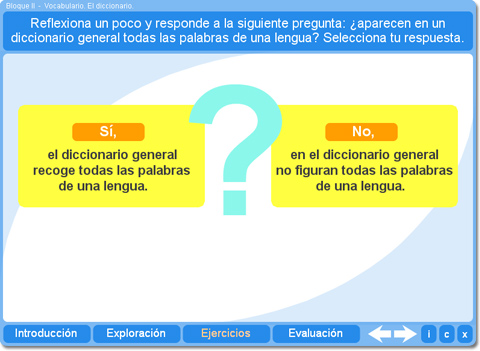 Bloque II - Vocabulario. El diccionario.
Reflexiona un poco y responde a la siguiente pregunta: ¿aparecen en un
diccionario general todas las palabras de una lengua? Selecciona tu respuesta.
?
Sí,
el diccionario general
recoge todas las palabras
de una lengua.
No,
en el diccionario general
no figuran todas las palabras
de una lengua.
Introducción
Exploración
Ejercicios
Evaluación
i
c
x